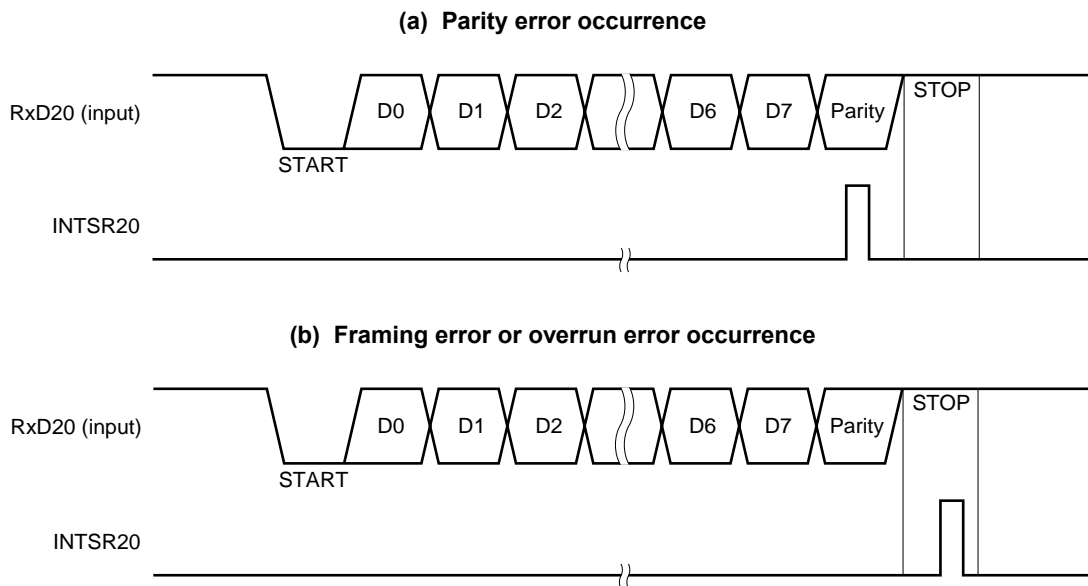 (a) Parity error occurrence
STOP
RxD20 (input) D0 D1 D2 D6 D7 Parity
START
INTSR20
(b) Framing error or overrun error occurrence
STOP
RxD20 (input) D0 D1 D2 D6 D7 Parity
START
INTSR20